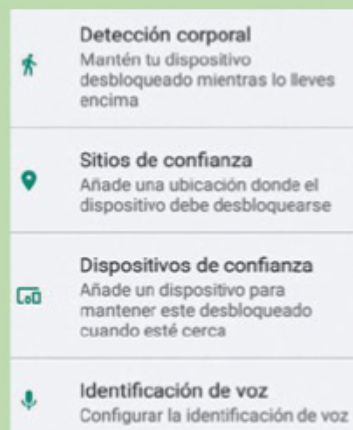 Detección corporal
Mantén tu dispositivo
desbloqueado mientras lo lleves
encima
Sitios de confianza
Añade una ubicación donde el
dispositivo debe desbloquearse
Dispositivos de confianza
Añade un dispositivo para
mantener este desbloqueado
cuando esté cerca
Identificación de voz
Configurar la identificación de voz